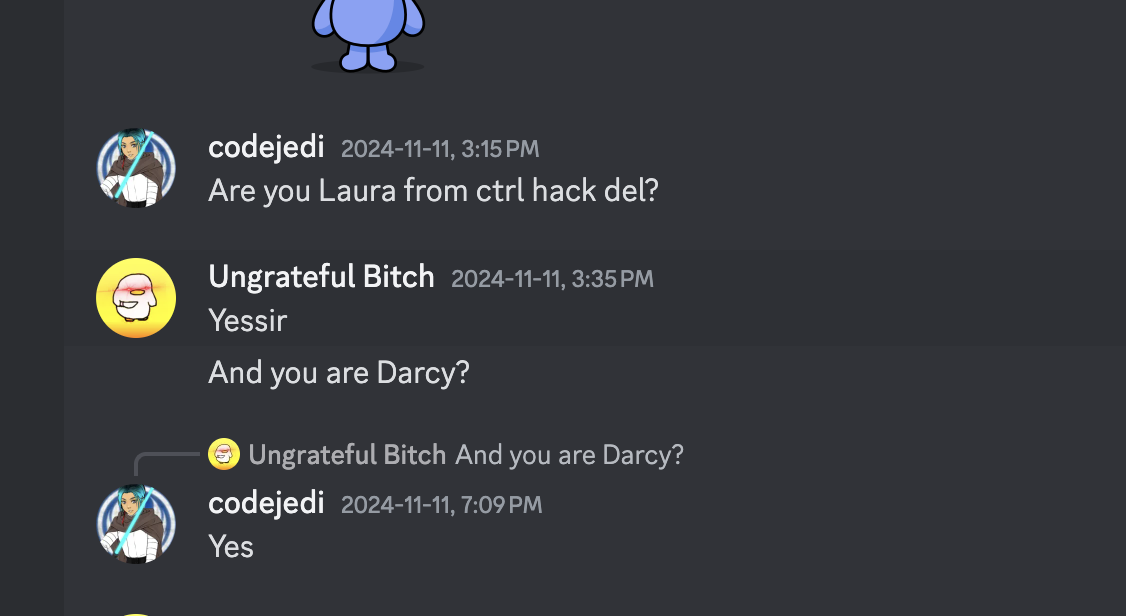 codejedi 2024-11-11, 3:15 PM
Are you Laura from ctrl hack del?
Ungrateful Bitch 2024-11-11, 3:35 PM
Yessir
And you are Darcy?
Ungrateful Bitch And you are Darcy?
codejedi 2024-11-11, 7:09 PM
Yes